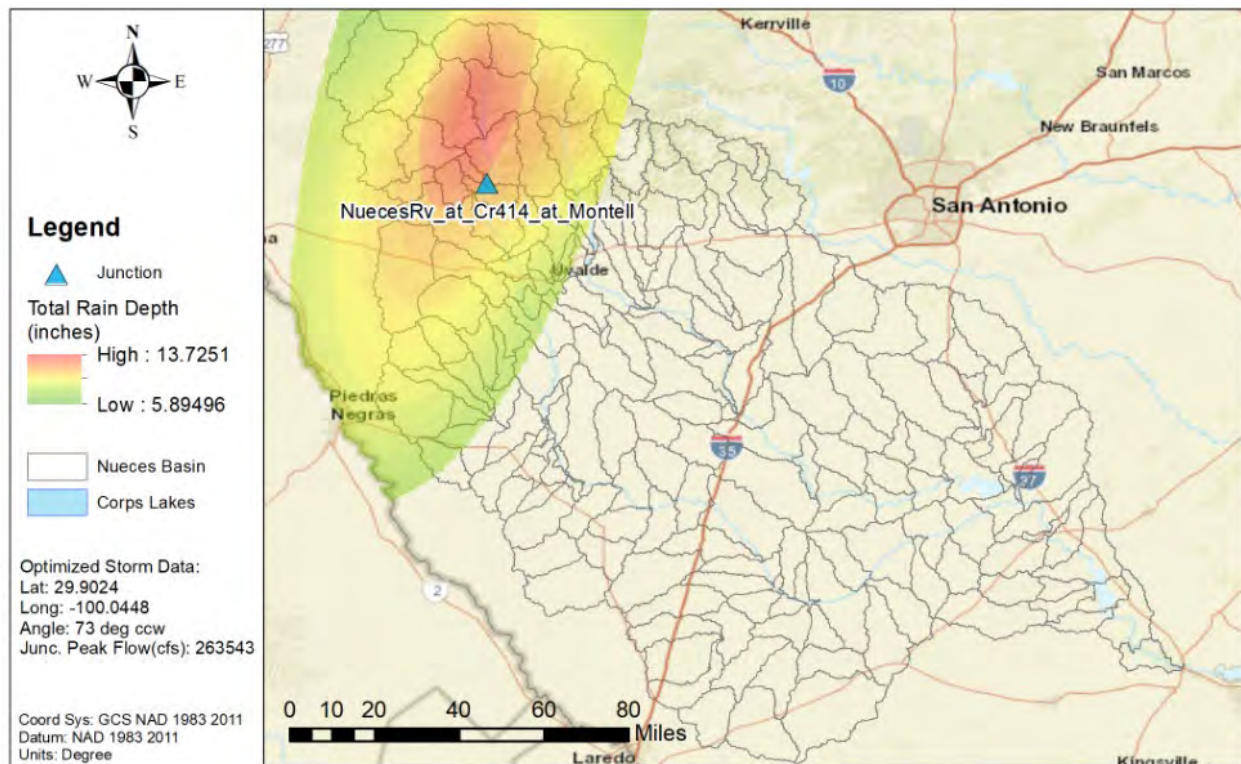 N
W
E
S
Legend
Junction
Total Rain Depth
(inches)
High : 13.7251
Low : 5.89496
Nueces Basin
Corps Lakes
Optimized Storm Data:
Lat: 29.9024
Long: -100.0448
Angle: 73 deg ccw
Junc. Peak Flow(cfs): 263543
Coord Sys: GCS NAD 1983 2011
Datum: NAD 1983 2011
Units: Degree
277
Kerrville
10
San Marcos
New Braunfels
San Antonio
NuecesRv_at_Cr414_at_Montell
na
Uvalde
Piedras
Negras
35
37
2
0 10 20 40 60 80
Miles
Laredo
Kingsville